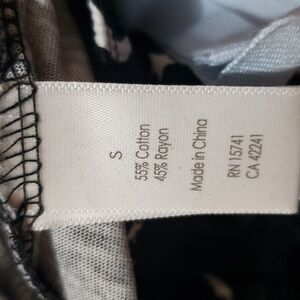 S
55% Cotton
45% Rayon
Made in China
RN 15741
CA 42241